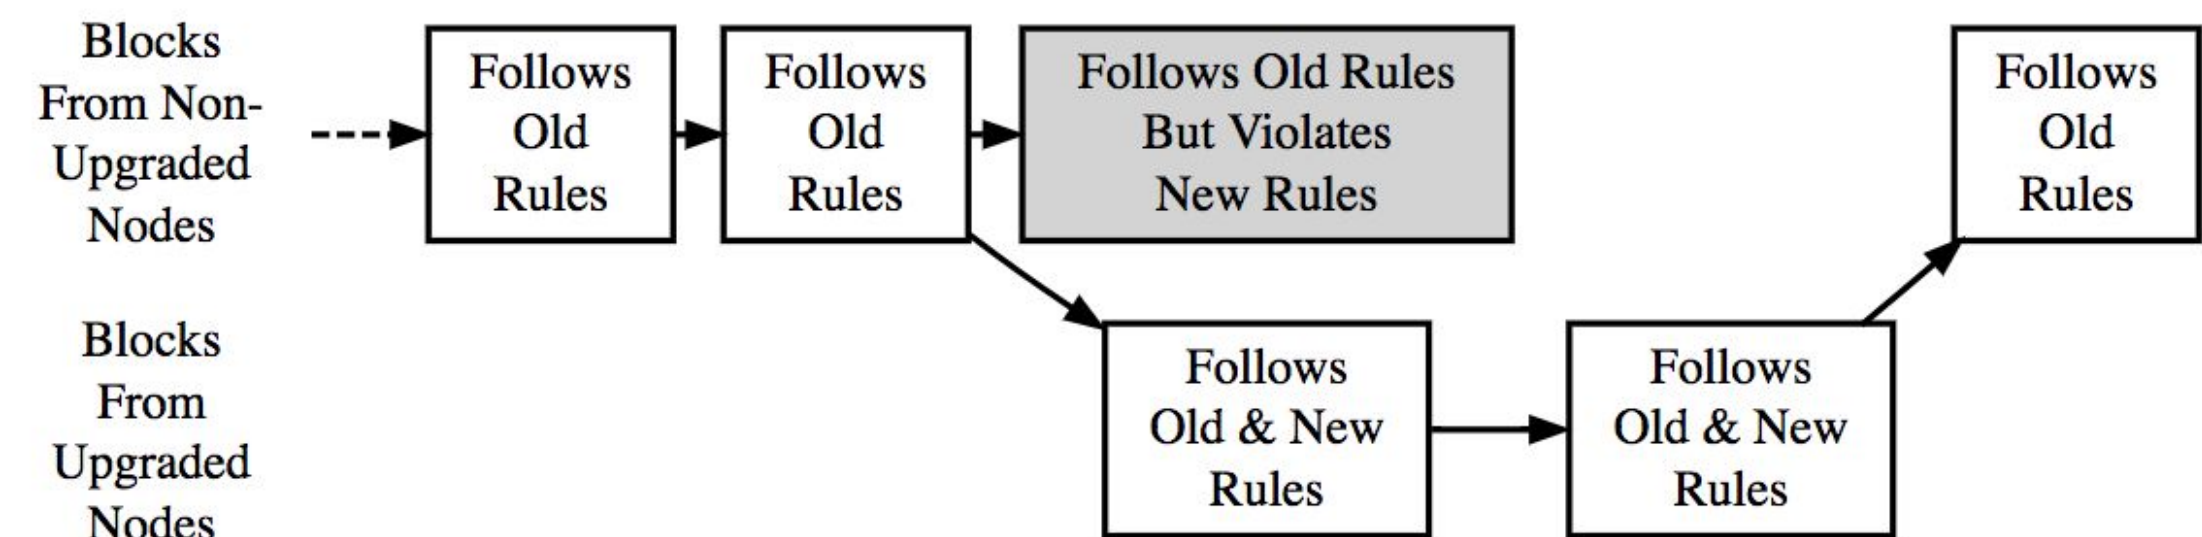 Blocks
From Non-
Upgraded
Nodes
Follows
Old
Rules
Follows
Old
Rules
Follows Old Rules
But Violates
New Rules
Follows
Old
Rules
Blocks
From
Upgraded
Nodes
Follows
Old & New
Rules
Follows
Old & New
Rules